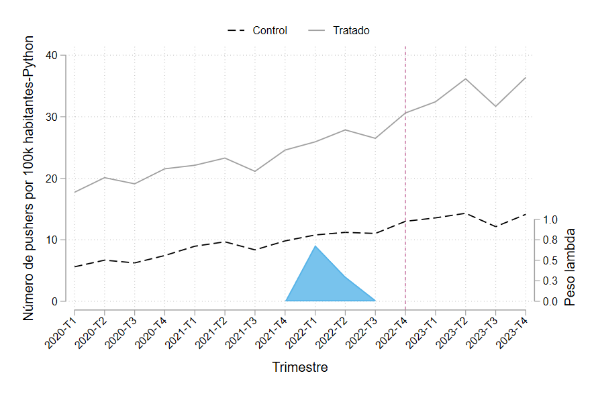 Control Tratado
Número de pushers por 100k habitantes-Python
40
30
20
10
0
1.0
0.8
0.5
0.3
0.0
Peso lambda
2020-T1 2020-T2 2020-T3 2020-T4 2021-T1 2021-T2 2021-T3 2021-T4 2022-T1 2022-T2 2022-T3 2022-T4 2023-T1 2023-T2 2023-T3 2023-T4
Trimestre